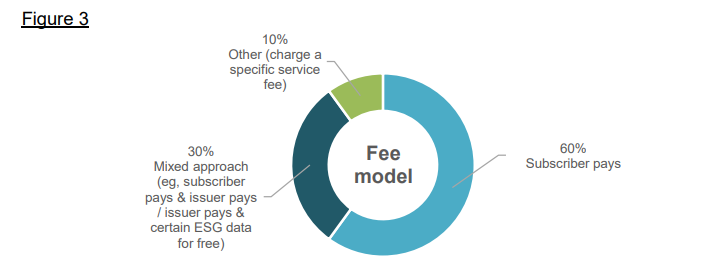 Figure 3
10%
Other (charge a
specific service
fee)
30%
Mixed approach
(eg, subscriber
pays & issuer pays
/ issuer pays &
certain ESG data
for free)
Fee
model
60%
Subscriber pays